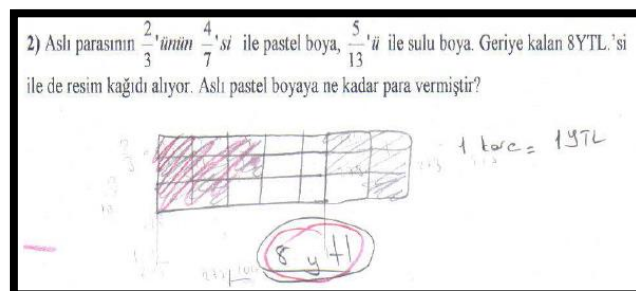 2) Aslı parasının 2/3'ünün 4/7'si ile pastel boya, 5/13'ü ile sulu boya. Geriye kalan 8YTL.'si
ile de resim kağıdı alıyor. Aslı pastel boyaya ne kadar para vermiştir?
1 kare = 1YTL
8 ytl